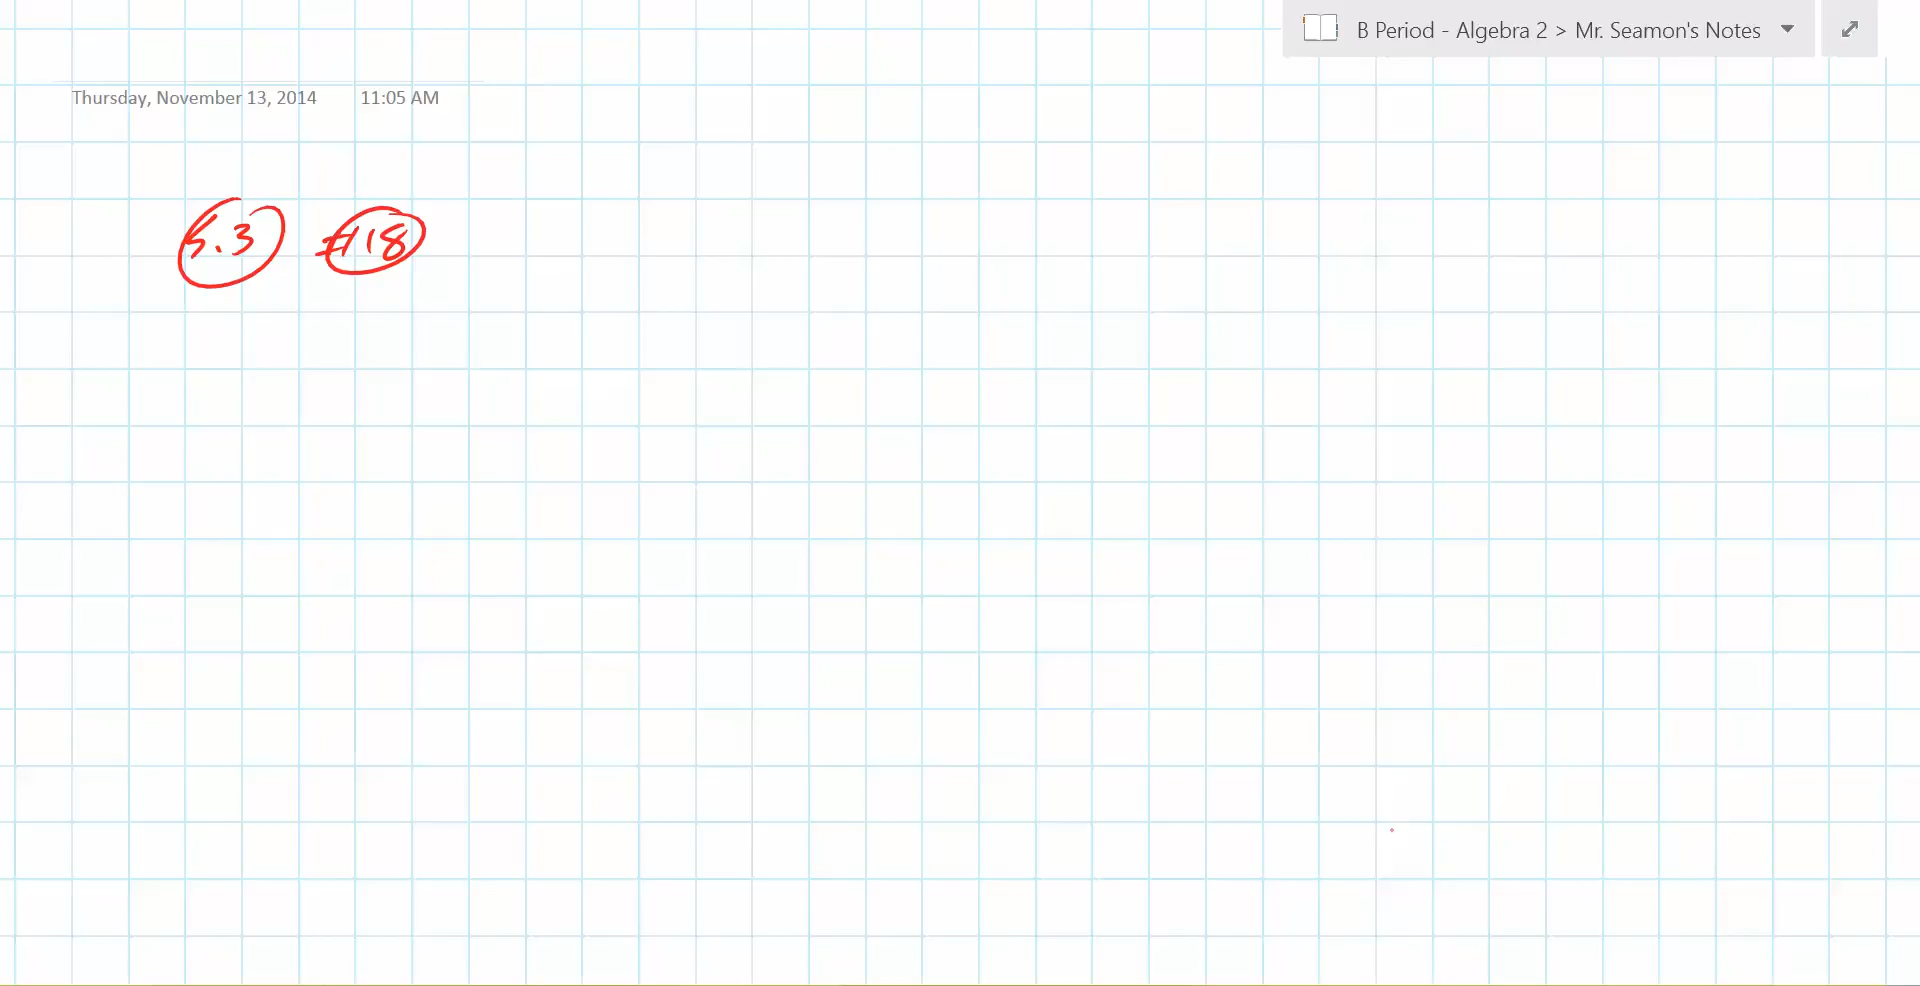 B Period - Algebra 2 > Mr. Seamon's Notes
Thursday, November 13, 2014 11:05 AM
5.3 #18